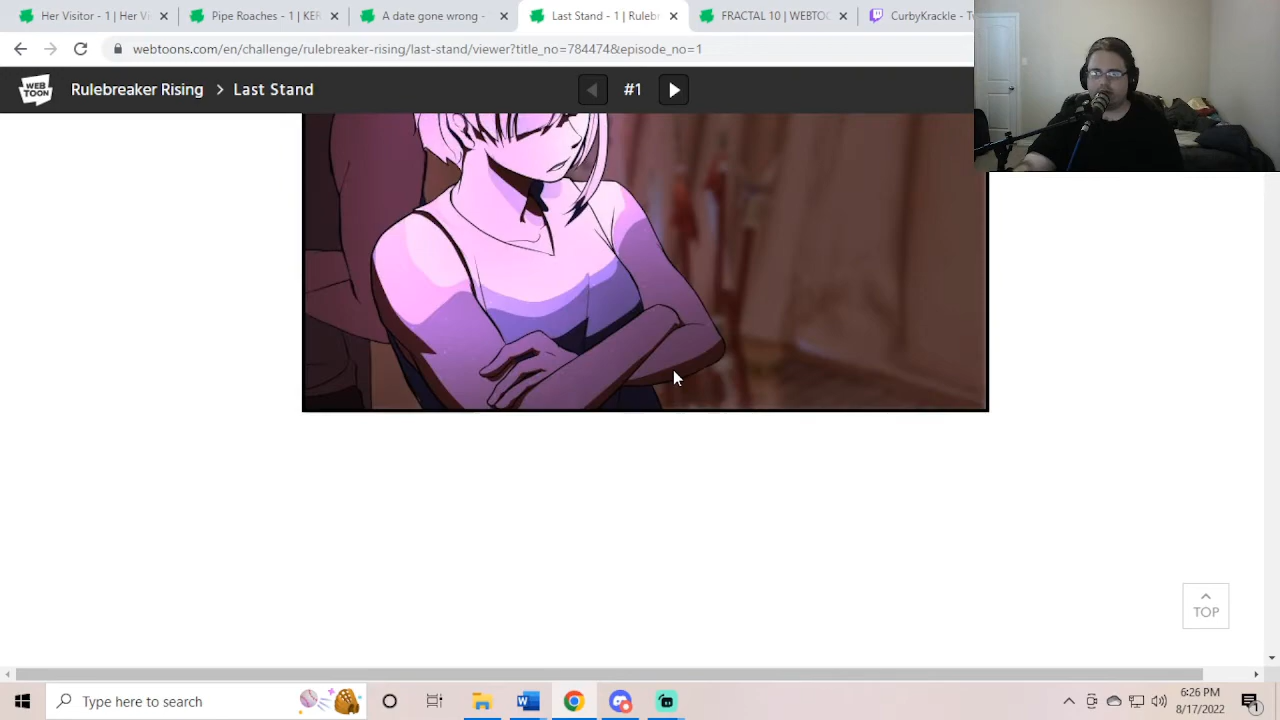 Her Visitor - 1 | Her Vi
Pipe Roaches -- | KEF
A date gone wrong -
Last Stand - 1 | Ruleb
FRACTAL 10 | WEBTOO
CurbyKrackle - Tw
webtoons.com/en/challenge/rulebreaker-rising/last-stand/viewer?title_no=784474&episode_no=1
WEB
TOON
Rulebreaker Rising > Last Stand
#1
TOP
Type here to search
W
6:26 PM
8/17/2022
1